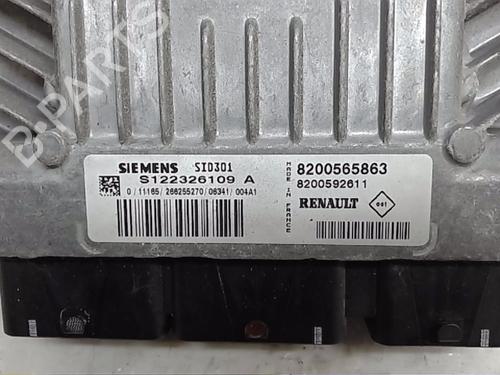 B-PARTS
SIEMENS SID301
S122326109 A
0/11165/266255270/06341/004A1
MADE IN FRANCE
8200565863
8200592611
RENAULT